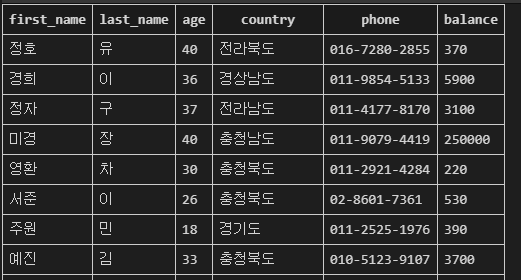 first_name last_name age country phone balance
정호 유 40 전라북도 016-7280-2855 370
경희 이 36 경상남도 011-9854-5133 5900
정자 구 37 전라남도 011-4177-8170 3100
미경 장 40 충청남도 011-9079-4419 250000
영환 차 30 충청북도 011-2921-4284 220
서준 이 26 충청북도 02-8601-7361 530
주원 민 18 경기도 011-2525-1976 390
예진 김 33 충청북도 010-5123-9107 3700